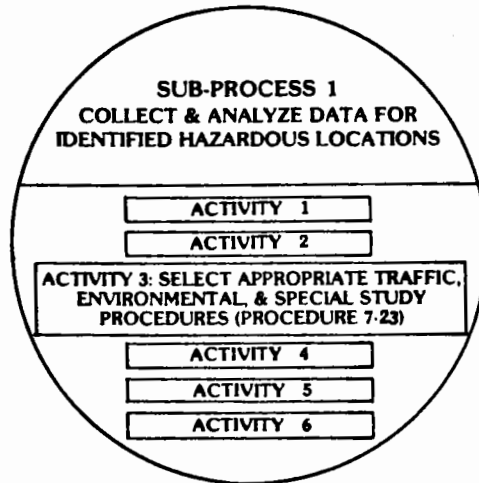 SUB-PROCESS 1
COLLECT & ANALYZE DATA FOR
IDENTIFIED HAZARDOUS LOCATIONS
ACTIVITY 1
ACTIVITY 2
ACTIVITY 3: SELECT APPROPRIATE TRAFFIC,
ENVIRONMENTAL, & SPECIAL STUDY
PROCEDURES (PROCEDURE 7-23)
ACTIVITY 4
ACTIVITY 5
ACTIVITY 6